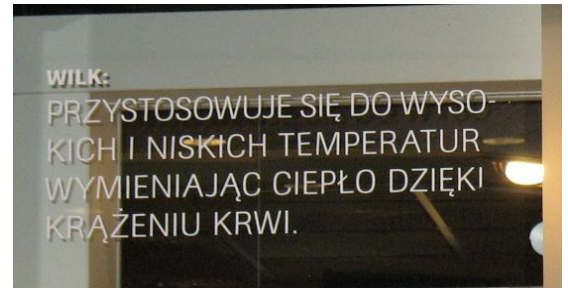 WILK:
PRZYSTOSOWUJE SIĘ DO WYSO-
KICH I NISKICH TEMPERATUR
WYMIENIAJĄC CIEPŁO DZIĘKI
KRĄŻENIU KRWI.